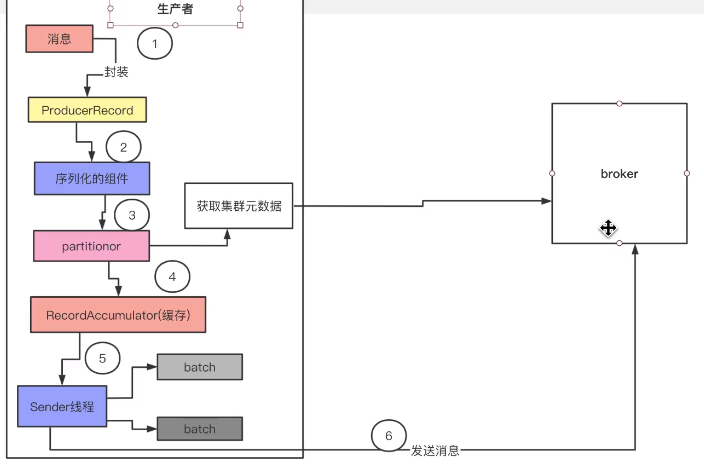 生产者
消息
1
封装
ProducerRecord
2
序列化的组件
3
获取集群元数据
broker
partitionor
4
RecordAccumulator(缓存)
5
batch
Sender线程
batch
6
发送消息